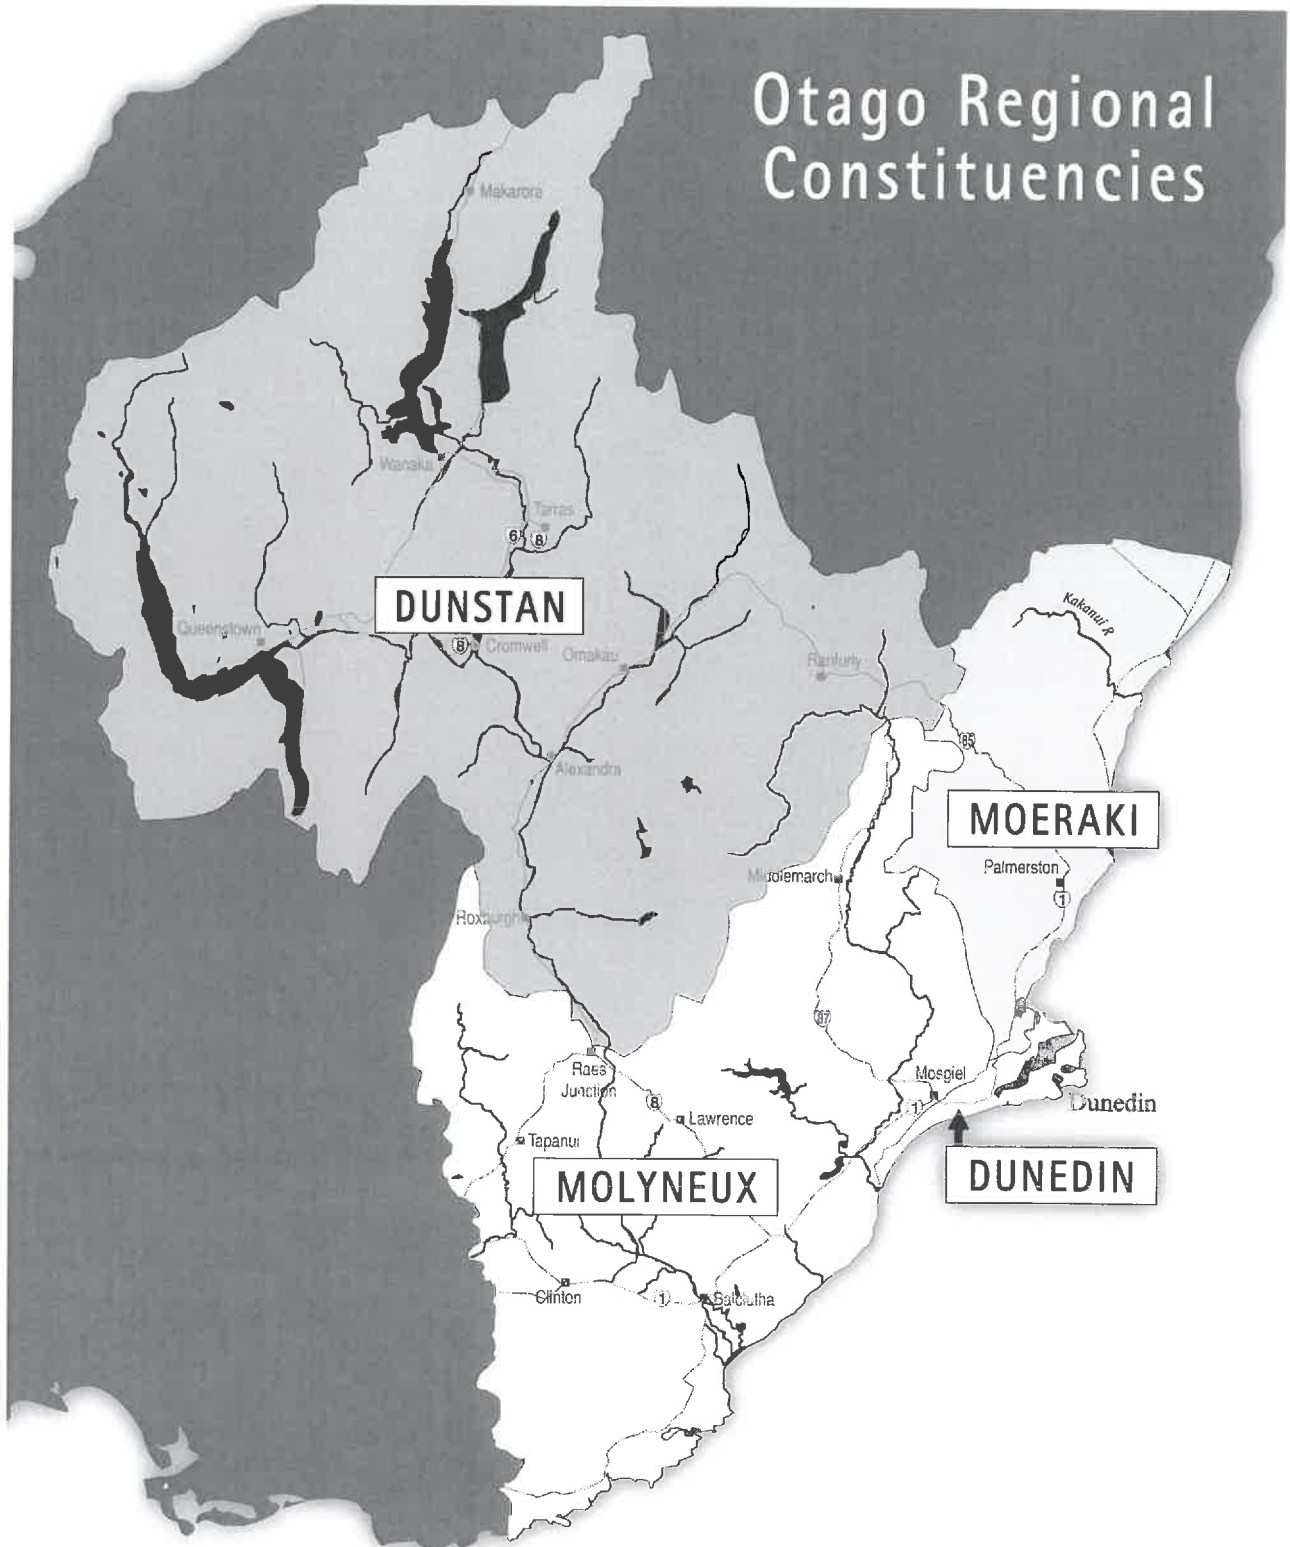 Otago Regional
Constituencies
Makarora
Wanaka
Tarras
6
8
DUNSTAN
Kakanui R
Queenstown
8
Cromwell
Omakau
Ranfurly
85
Alexandra
MOERAKI
Palmerston
1
Middlemarch
Roxburgh
87
Raes
Junction
Mosgiel
8
1
Dunedin
Lawrence
Tapanui
DUNEDIN
MOLYNEUX
Clinton
1
Balclutha